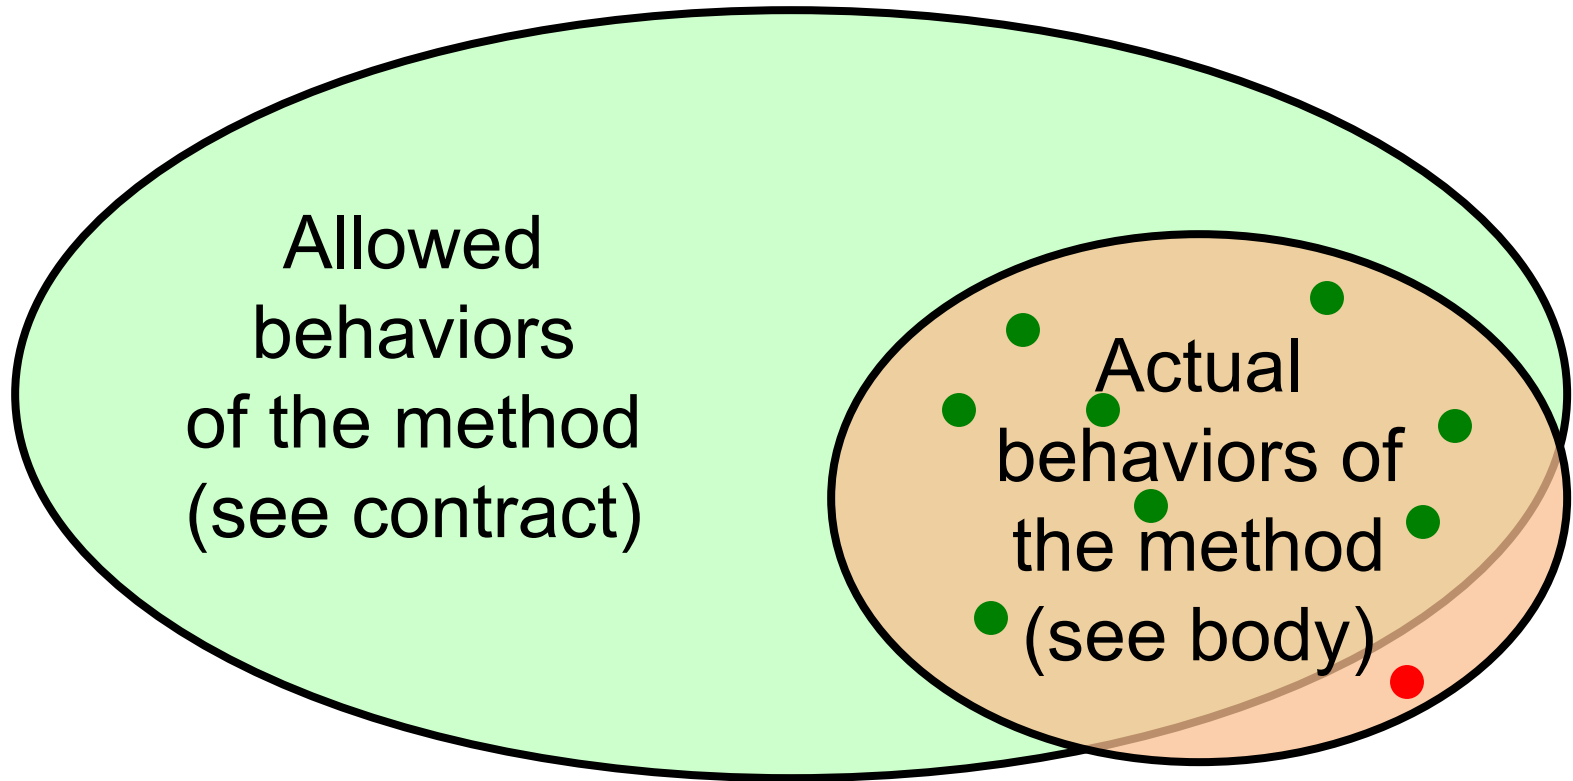 Allowed
behaviors
of the method
(see contract)
Actual
behaviors of
the method
(see body)